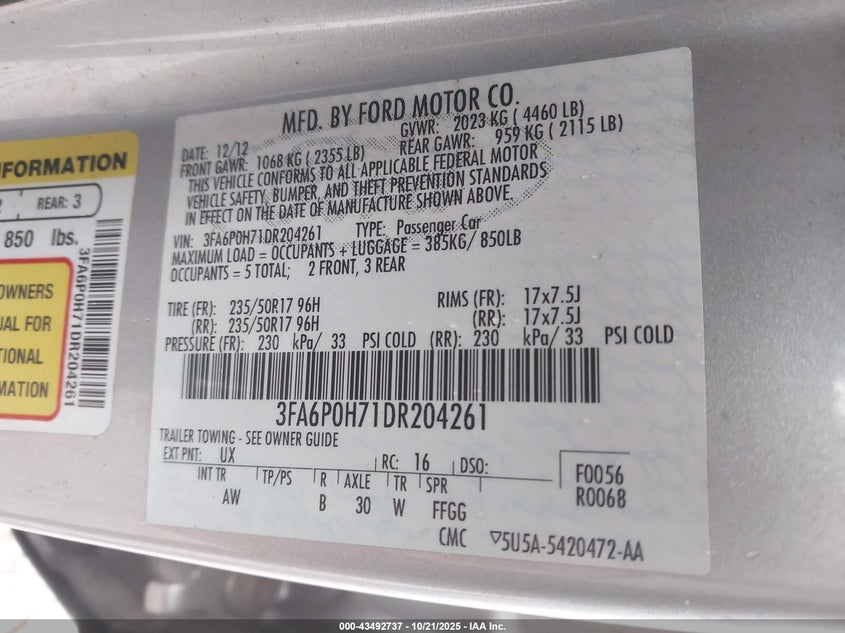 MFD. BY FORD MOTOR CO.
DATE: 12/12
GVWR: 2023 KG ( 4460 LB)
FRONT GAWR: 1068 KG ( 2355 LB)
REAR GAWR: 959 KG ( 2115 LB)
THIS VEHICLE CONFORMS TO ALL APPLICABLE FEDERAL MOTOR
VEHICLE SAFETY, BUMPER, AND THEFT PREVENTION STANDARDS
IN EFFECT ON THE DATE OF MANUFACTURE SHOWN ABOVE.
VIN: 3FA6P0H71DR204261 TYPE: Passenger Car
MAXIMUM LOAD = OCCUPANTS + LUGGAGE = 385KG/ 850LB
OCCUPANTS = 5 TOTAL; 2 FRONT, 3 REAR
TIRE (FR): 235/50R17 96H RIMS (FR): 17x7.5J
(RR): 235/50R17 96H (RR): 17x7.5J
PRESSURE (FR): 230 kPa/ 33 PSI COLD (RR): 230 kPa/ 33 PSI COLD
3FA6P0H71DR204261
TRAILER TOWING - SEE OWNER GUIDE
EXT PNT: UX RC: 16 DSO:
F0056
R0068
INT TR TP/PS R AXLE TR SPR
AW B 30 W FFGG
CMC ▽5U5A-5420472-AA
INFORMATION
2 REAR: 3
850 lbs.
3FA6P0H71DR204261
OWNERS
UAL FOR
TIONAL
RMATION
000-43492737 - 10/21/2025 - IAA Inc.